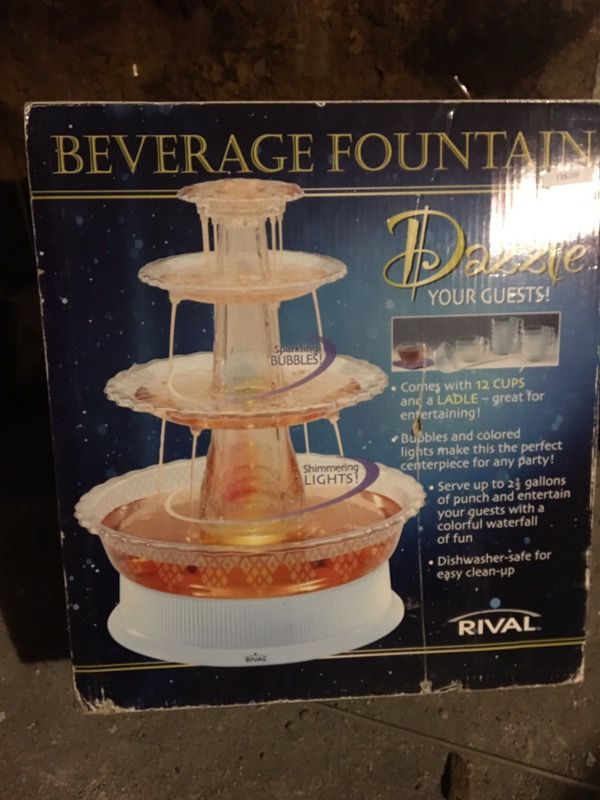 BEVERAGE FOUNTAIN
Dazzle
YOUR GUESTS!
Sparkling
BUBBLES!
• Comes with 12 CUPS
and a LADLE – great for
entertaining!
• Bubbles and colored
lights make this the perfect
centerpiece for any party!
Shimmering
LIGHTS!
• Serve up to 2½ gallons
of punch and entertain
your guests with a
colorful waterfall
of fun
• Dishwasher-safe for
easy clean-up
RIVAL
RIVAL